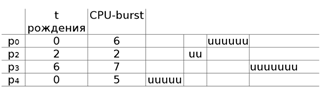 t CPU-burst
рождения
p0 0 6 uuuuuu
p2 2 2 uu
p3 6 7 uuuuuuu
p4 0 5 uuuuu